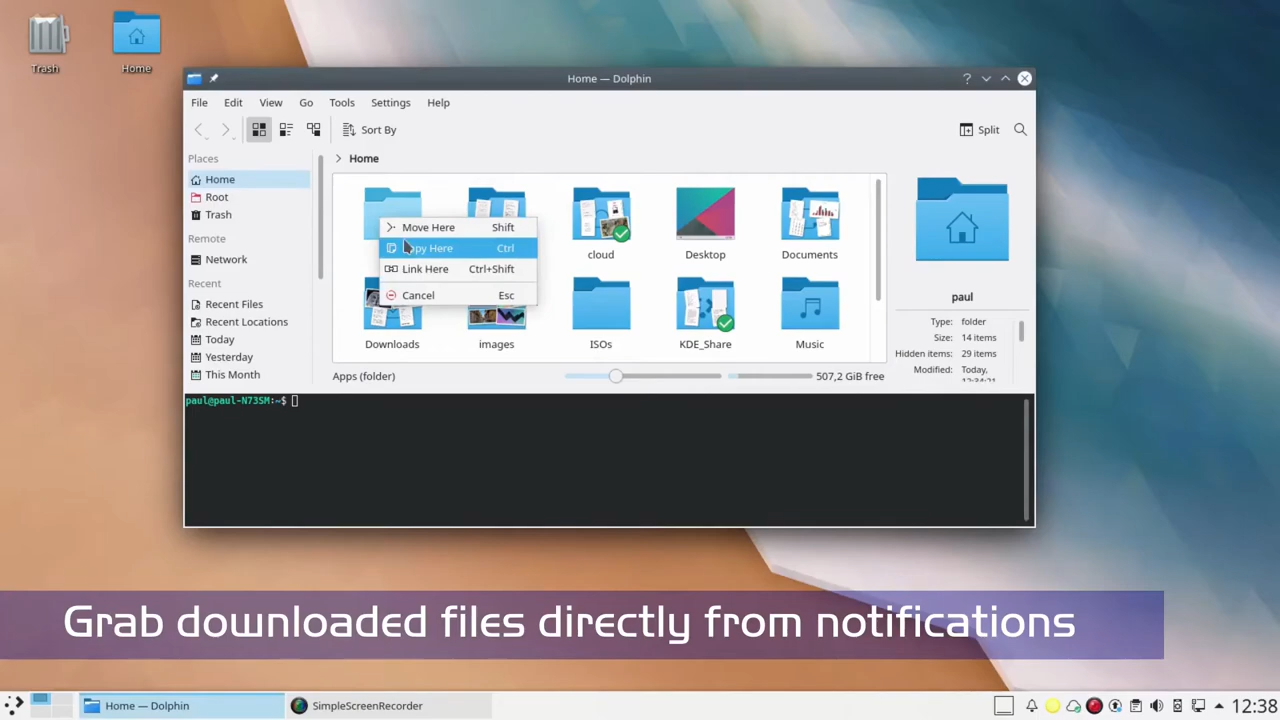 Trash
Home
Home — Dolphin
File Edit View Go Tools Settings Help
Sort By
Split
Places
Home
Root
Trash
Remote
Network
Recent
Recent Files
Recent Locations
Today
Yesterday
This Month
Home
Move Here Shift
Copy Here Ctrl
Link Here Ctrl+Shift
Cancel Esc
cloud
Desktop
Documents
Downloads
images
ISOs
KDE_Share
Music
Apps (folder)
507,2 GiB free
paul
Type: folder
Size: 14 items
Hidden items: 29 items
Modified: Today,
12:34:21
paul@paul-N73SM:~$
Grab downloaded files directly from notifications
Home — Dolphin
SimpleScreenRecorder
12:38